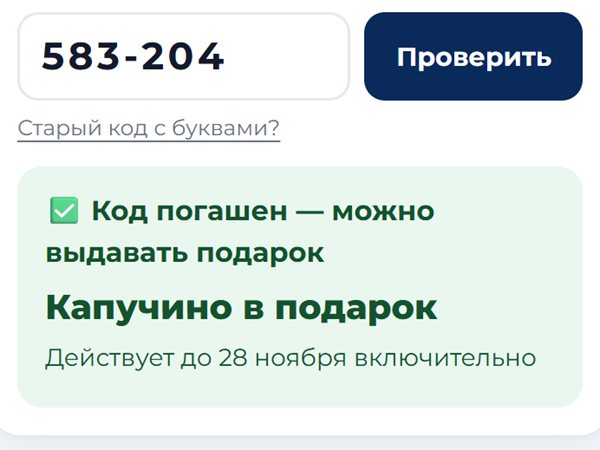 583-204
Проверить
Старый код с буквами?
✅ Код погашен — можно
выдавать подарок
Капучино в подарок
Действует до 28 ноября включительно